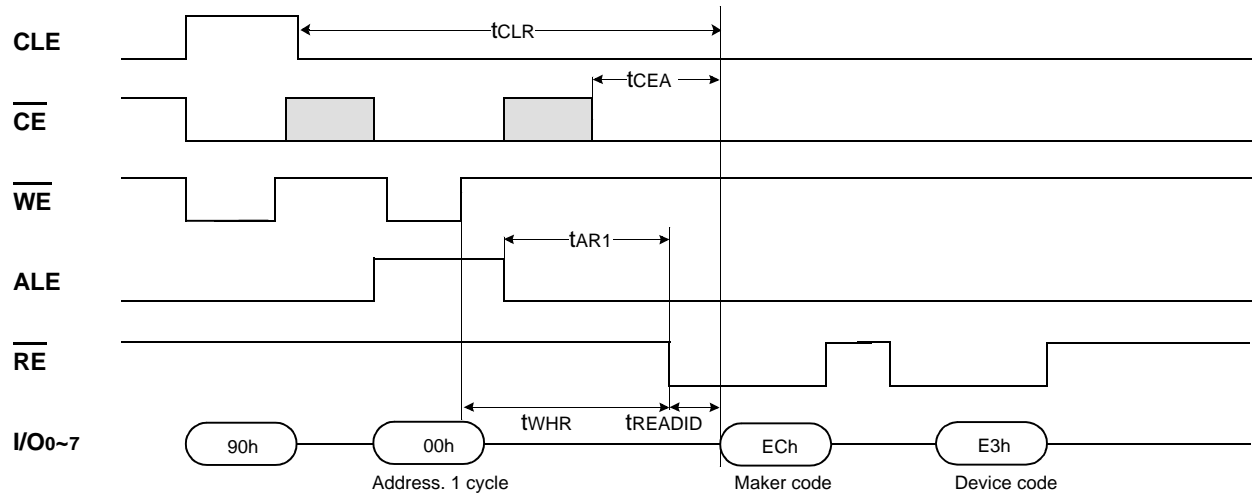 CLE
tCLR
tCEA
CE
WE
tAR1
ALE
RE
tWHR
tREADID
I/O0~7
90h
00h
ECh
E3h
Address. 1 cycle
Maker code
Device code